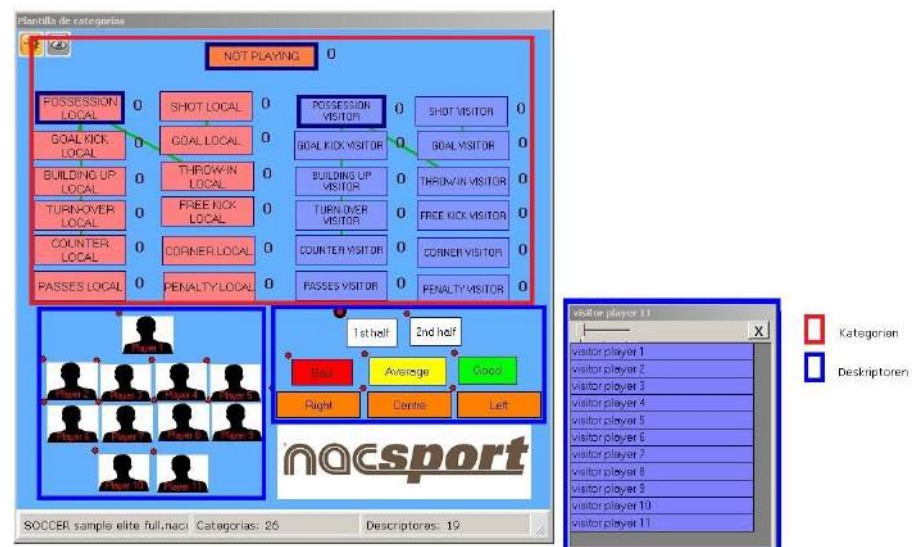 Plantilla de categorias
NOT PLAYING 0
POSSESSION LOCAL 0
SHOT LOCAL 0
POSSESSION VISITOR 0
SHOT VISITOR 0
GOAL KICK LOCAL 0
GOAL LOCAL 0
GOAL KICK VISITOR 0
GOAL VISITOR 0
BUILDING UP LOCAL 0
THROW-IN LOCAL 0
BUILDING UP VISITOR 0
THROW-IN VISITOR 0
TURN-OVER LOCAL 0
FREE KICK LOCAL 0
TURN-OVER VISITOR 0
FREE KICK VISITOR 0
COUNTER LOCAL 0
CORNER LOCAL 0
COUNTER VISITOR 0
CORNER VISITOR 0
PASSES LOCAL 0
PENALTY LOCAL 0
PASSES VISITOR 0
PENALTY VISITOR 0
Player 1
Player 2
Player 3
Player 4
Player 5
Player 6
Player 7
Player 8
Player 9
Player 10
Player 11
1st half
2nd half
Bad
Average
Good
Right
Centre
Left
nacsport
SOCCER sample elite full.nac
Categorias: 26
Descriptores: 19
visitor player 11
X
visitor player 1
visitor player 2
visitor player 3
visitor player 4
visitor player 5
visitor player 6
visitor player 7
visitor player 8
visitor player 9
visitor player 10
visitor player 11
Kategorien
Deskriptoren